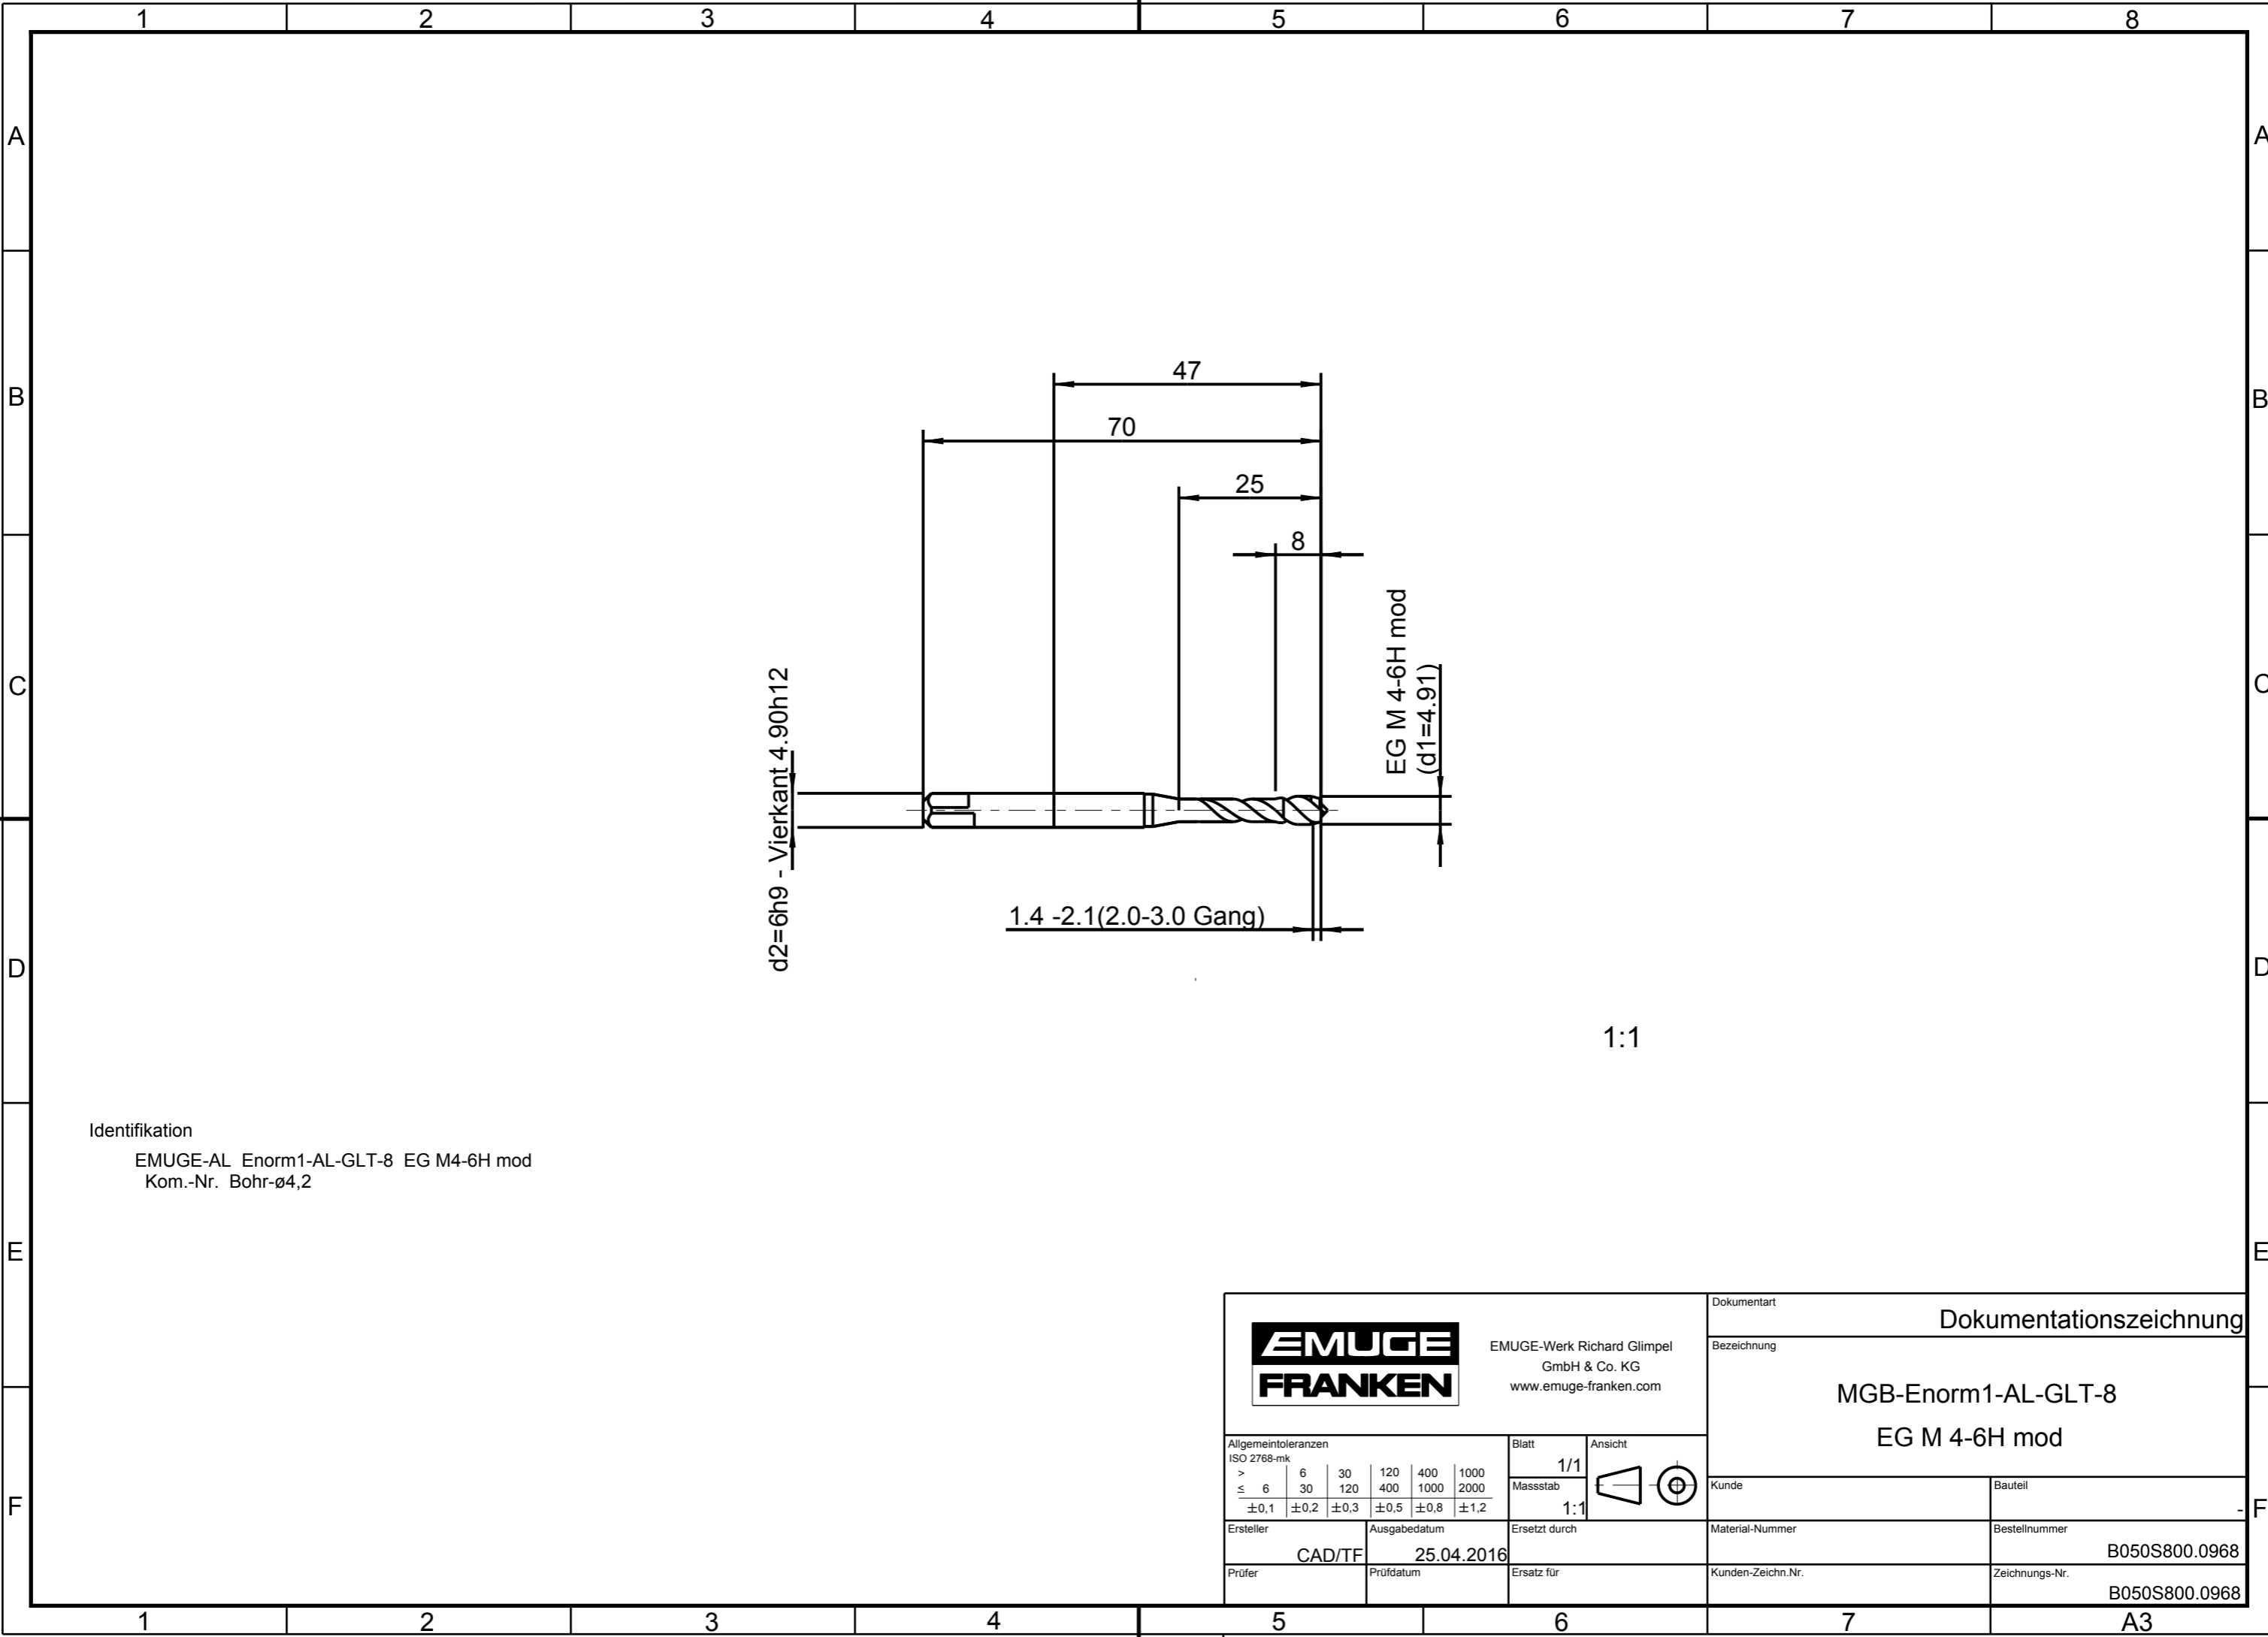 1 2 3 4 5 6 7 8
A A
B B
C C
D D
E E
F F
47
70
25
8
EG M 4-6H mod
(d1=4.91)
d2=6h9 - Vierkant 4.90h12
1.4 -2.1(2.0-3.0 Gang)
1:1
Identifikation
EMUGE-AL Enorm1-AL-GLT-8 EG M4-6H mod
Kom.-Nr. Bohr-ø4,2
EMUGE
FRANKEN
EMUGE-Werk Richard Glimpel
GmbH & Co. KG
www.emuge-franken.com
Dokumentart
Dokumentationszeichnung
Bezeichnung
MGB-Enorm1-AL-GLT-8
EG M 4-6H mod
Allgemeintoleranzen
ISO 2768-mk
> 6 30 120 400 1000
≤ 6 30 120 400 1000 2000
±0,1 ±0,2 ±0,3 ±0,5 ±0,8 ±1,2
Blatt
1/1
Ansicht
Massstab
1:1
Kunde
Bauteil
-
Ersteller
CAD/TF
Ausgabedatum
25.04.2016
Ersetzt durch
Material-Nummer
Bestellnummer
B050S800.0968
Prüfer
Prüfdatum
Ersatz für
Kunden-Zeichn.Nr.
Zeichnungs-Nr.
B050S800.0968
1 2 3 4 5 6 7 A3